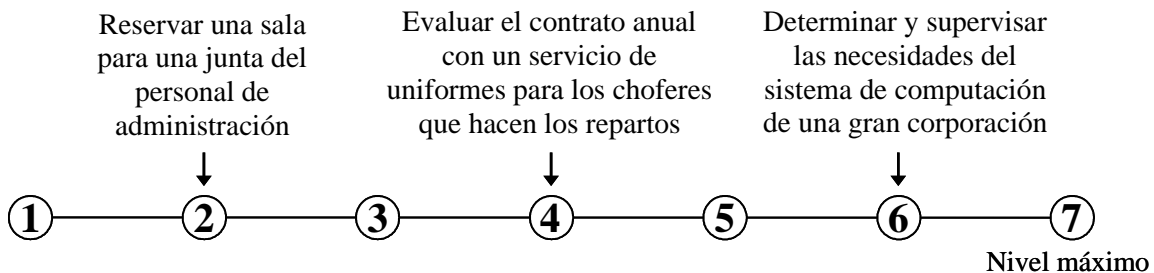 Reservar una sala
para una junta del
personal de
administración
Evaluar el contrato anual
con un servicio de
uniformes para los choferes
que hacen los repartos
Determinar y supervisar
las necesidades del
sistema de computación
de una gran corporación
1 2 3 4 5 6 7
Nivel máximo